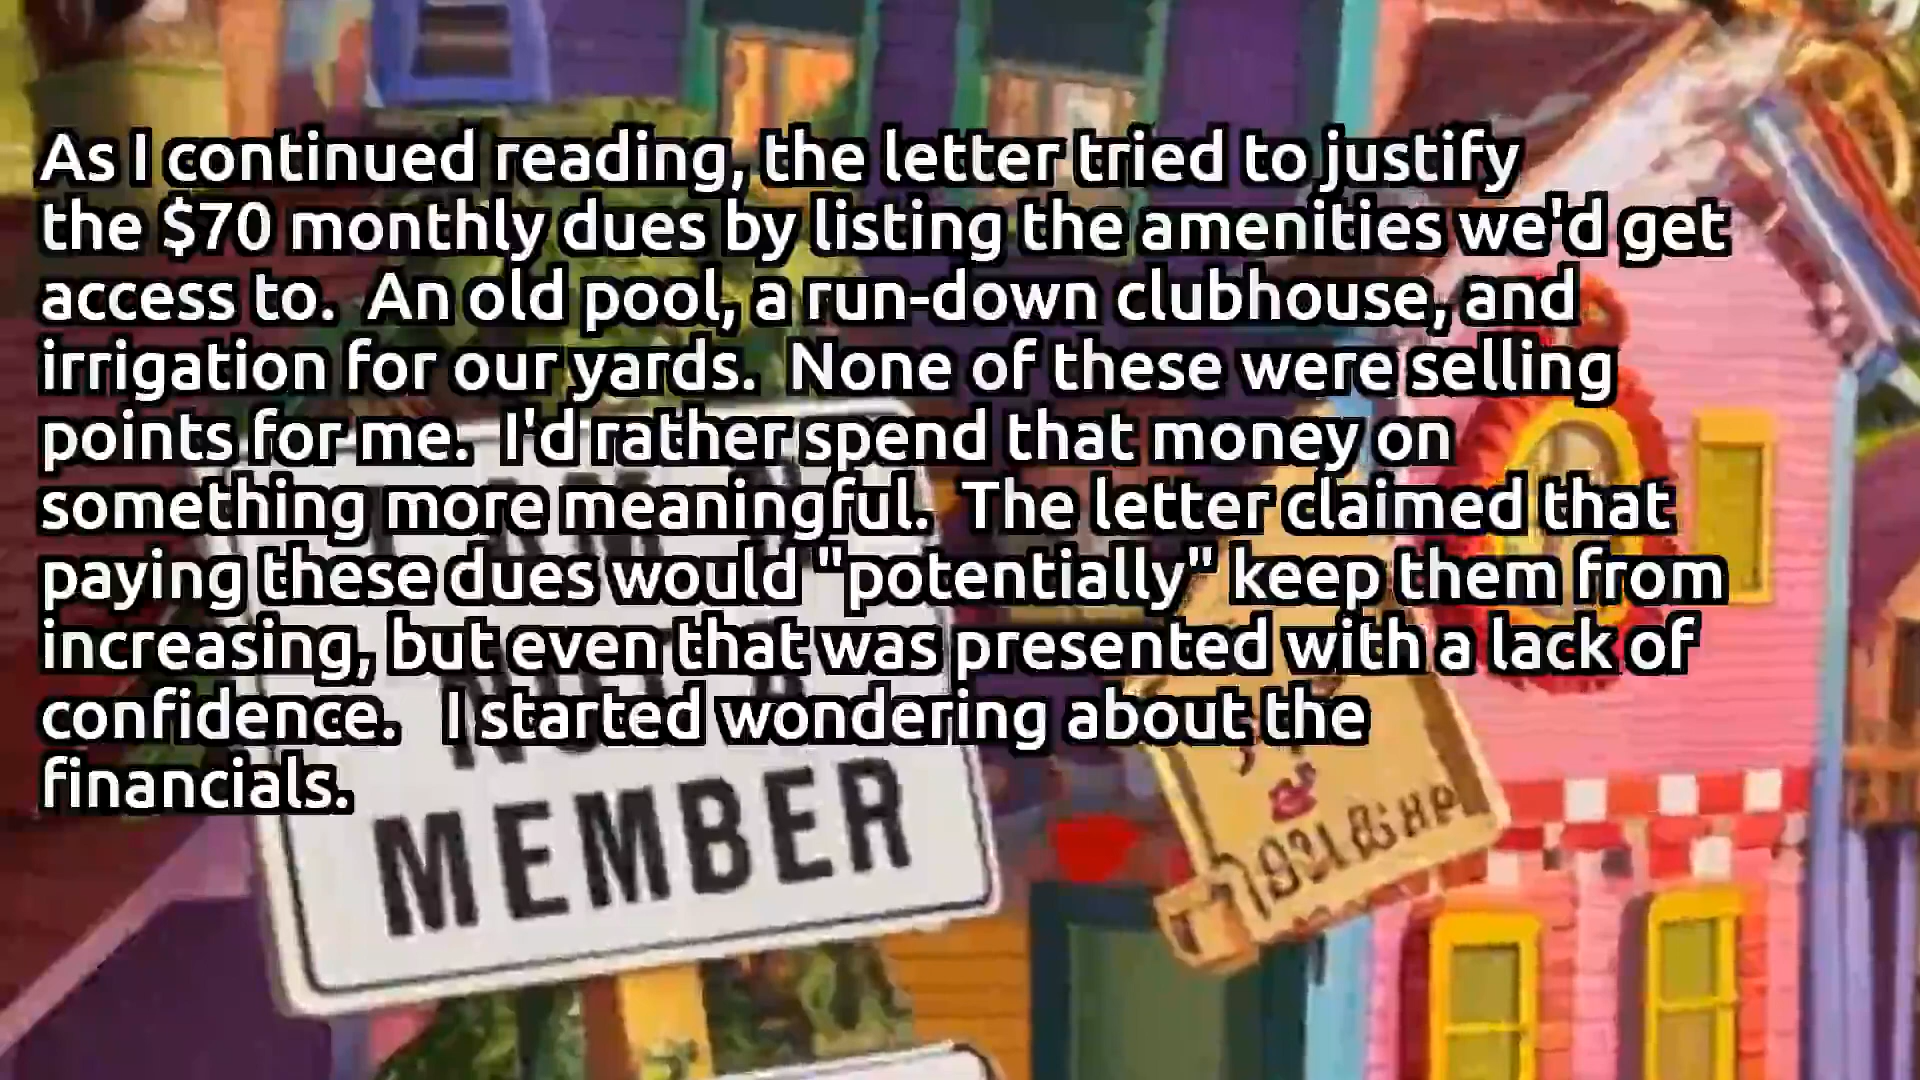 As I continued reading, the letter tried to justify
the $70 monthly dues by listing the amenities we'd get
access to.  An old pool, a run-down clubhouse, and
irrigation for our yards.  None of these were selling
points for me.  I'd rather spend that money on
something more meaningful.  The letter claimed that
paying these dues would "potentially" keep them from
increasing, but even that was presented with a lack of
confidence.   I started wondering about the
financials.
MEMBER